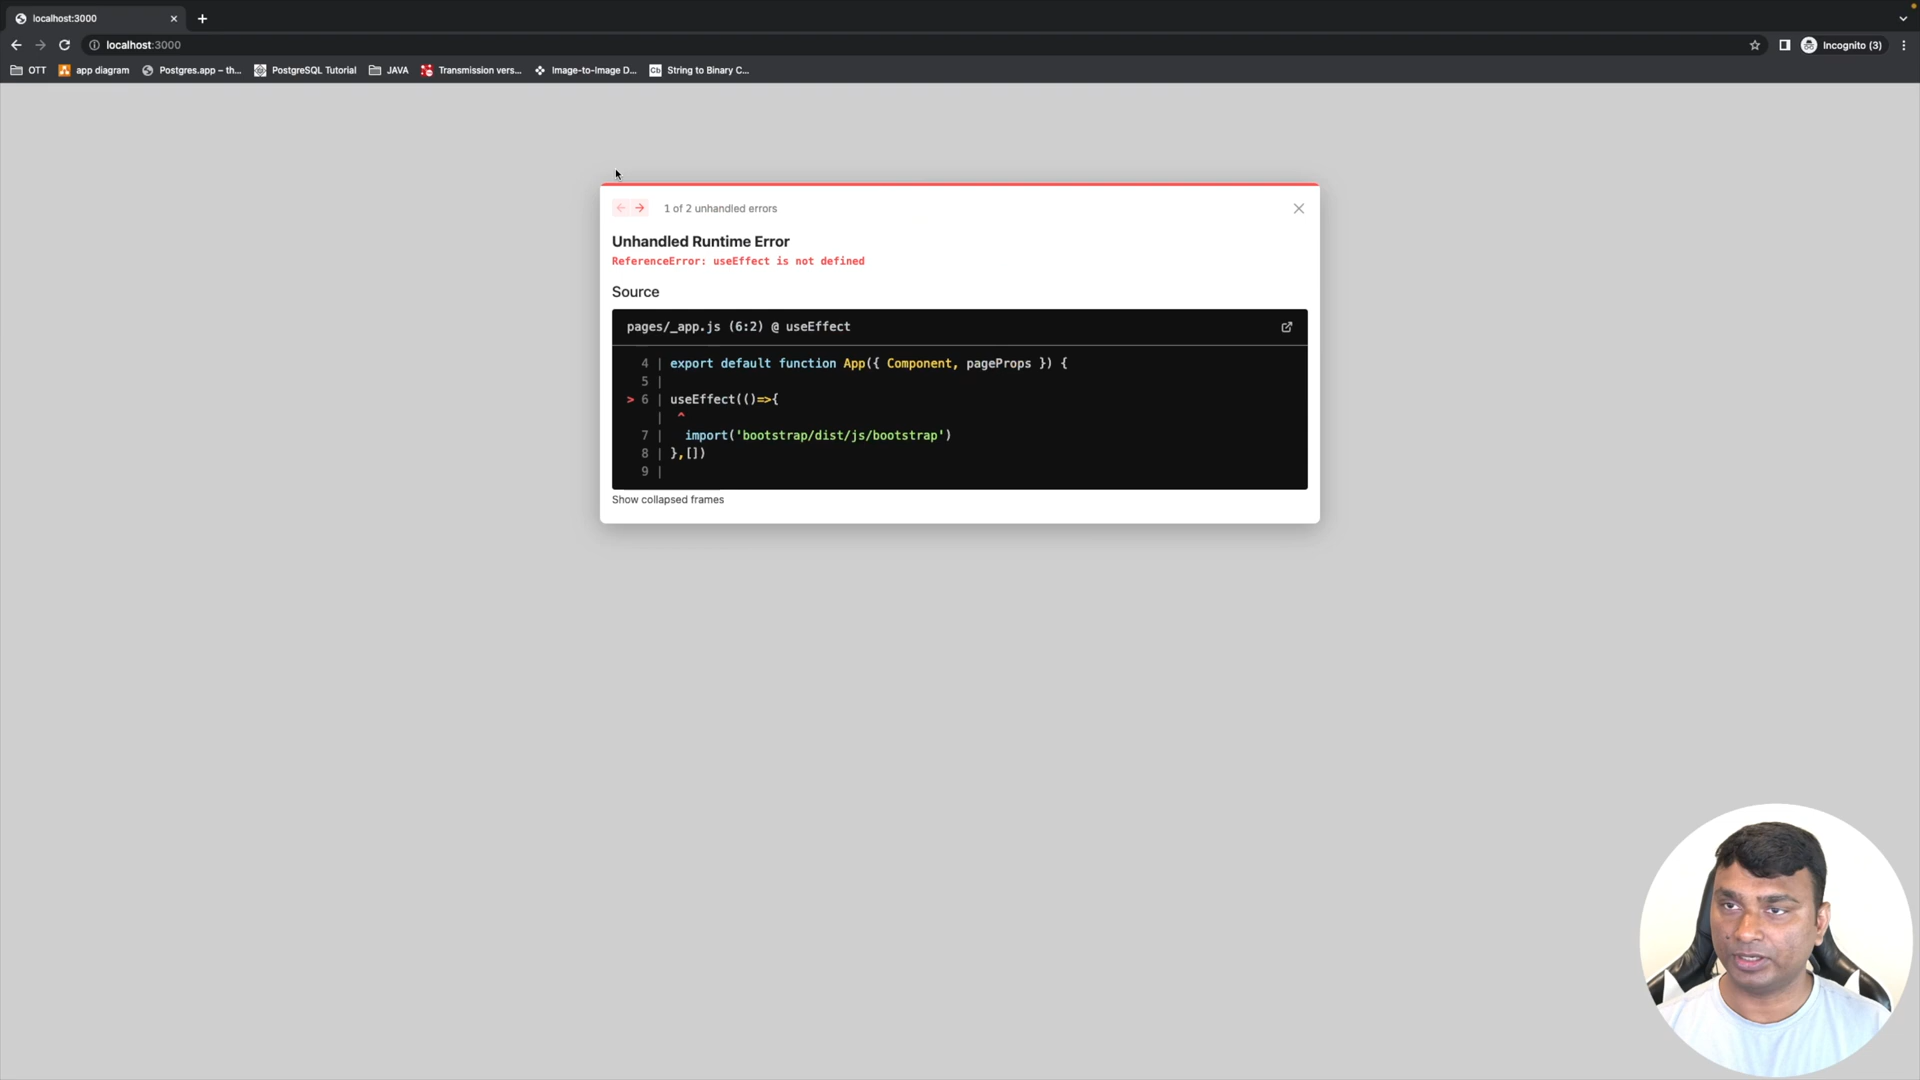 localhost:3000
localhost:3000
Incognito (3)
OTT
app diagram
Postgres.app – th...
PostgreSQL Tutorial
JAVA
Transmission vers...
Image-to-Image D...
Cb
String to Binary C...
1 of 2 unhandled errors
Unhandled Runtime Error
ReferenceError: useEffect is not defined
Source
pages/_app.js (6:2) @ useEffect
4 | export default function App({ Component, pageProps }) {
5 |
> 6 | useEffect(()=>{
| ^
7 | import('bootstrap/dist/js/bootstrap')
8 | },[])
9 |
Show collapsed frames